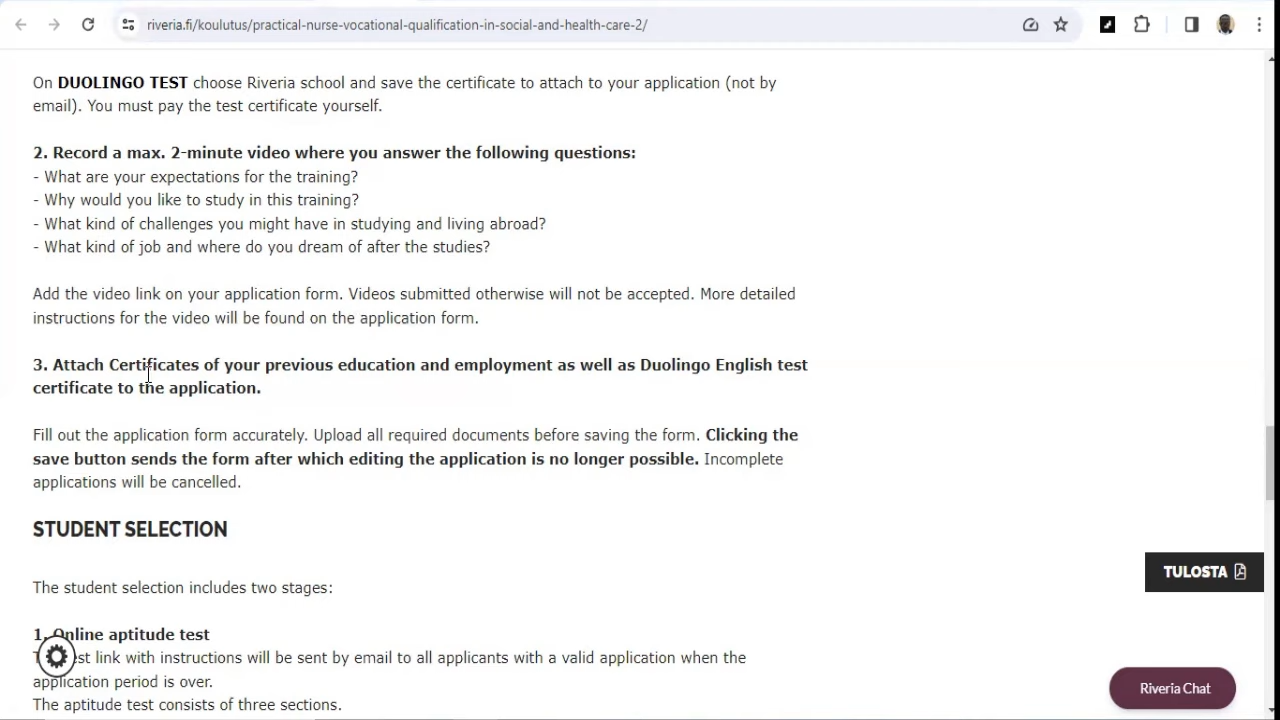 riveria.fi/koulutus/practical-nurse-vocational-qualification-in-social-and-health-care-2/
On DUOLINGO TEST choose Riveria school and save the certificate to attach to your application (not by
email). You must pay the test certificate yourself.
2. Record a max. 2-minute video where you answer the following questions:
- What are your expectations for the training?
- Why would you like to study in this training?
- What kind of challenges you might have in studying and living abroad?
- What kind of job and where do you dream of after the studies?
Add the video link on your application form. Videos submitted otherwise will not be accepted. More detailed
instructions for the video will be found on the application form.
3. Attach Certificates of your previous education and employment as well as Duolingo English test
certificate to the application.
Fill out the application form accurately. Upload all required documents before saving the form. Clicking the
save button sends the form after which editing the application is no longer possible. Incomplete
applications will be cancelled.
STUDENT SELECTION
TULOSTA
The student selection includes two stages:
1. Online aptitude test
link with instructions will be sent by email to all applicants with a valid application when the
application period is over.
Riveria Chat
The aptitude test consists of three sections.